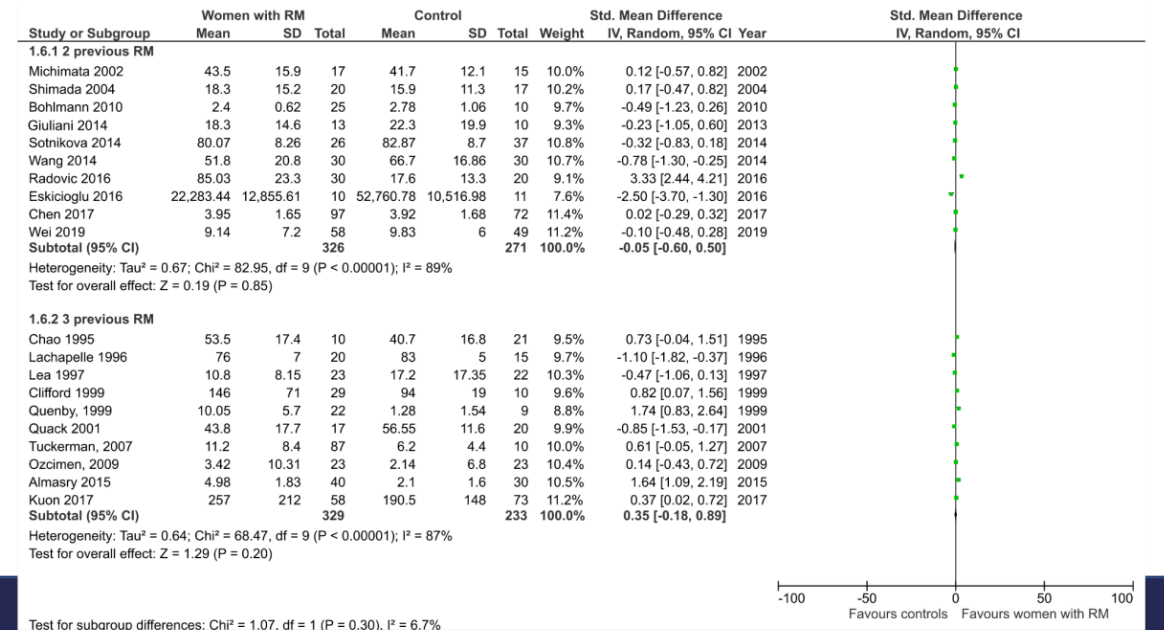 Women with RM Control Std. Mean Difference Std. Mean Difference
Study or Subgroup Mean SD Total Mean SD Total Weight IV, Random, 95% CI Year IV, Random, 95% CI
1.6.1 2 previous RM
Michimata 2002 43.5 15.9 17 41.7 12.1 15 10.0% 0.12 [-0.57, 0.82] 2002
Shimada 2004 18.3 15.2 20 15.9 11.3 17 10.2% 0.17 [-0.47, 0.82] 2004
Bohlmann 2010 2.4 0.62 25 2.78 1.06 10 9.7% -0.49 [-1.23, 0.26] 2010
Giuliani 2014 18.3 14.6 13 22.3 19.9 10 9.3% -0.23 [-1.05, 0.60] 2013
Sotnikova 2014 80.07 8.26 26 82.87 8.7 37 10.8% -0.32 [-0.83, 0.18] 2014
Wang 2014 51.8 20.8 30 66.7 16.86 30 10.7% -0.78 [-1.30, -0.25] 2014
Radovic 2016 85.03 23.3 30 17.6 13.3 20 9.1% 3.33 [2.44, 4.21] 2016
Eskicioglu 2016 22,283.44 12,855.61 10 52,760.78 10,516.98 11 7.6% -2.50 [-3.70, -1.30] 2016
Chen 2017 3.95 1.65 97 3.92 1.68 72 11.4% 0.02 [-0.29, 0.32] 2017
Wei 2019 9.14 7.2 58 9.83 6 49 11.2% -0.10 [-0.48, 0.28] 2019
Subtotal (95% CI) 326 271 100.0% -0.05 [-0.60, 0.50]
Heterogeneity: Tau² = 0.67; Chi² = 82.95, df = 9 (P < 0.00001); I² = 89%
Test for overall effect: Z = 0.19 (P = 0.85)
1.6.2 3 previous RM
Chao 1995 53.5 17.4 10 40.7 16.8 21 9.5% 0.73 [-0.04, 1.51] 1995
Lachapelle 1996 76 7 20 83 5 15 9.7% -1.10 [-1.82, -0.37] 1996
Lea 1997 10.8 8.15 23 17.2 17.35 22 10.3% -0.47 [-1.06, 0.13] 1997
Clifford 1999 146 71 29 94 19 10 9.6% 0.82 [0.07, 1.56] 1999
Quenby, 1999 10.05 5.7 22 1.28 1.54 9 8.8% 1.74 [0.83, 2.64] 1999
Quack 2001 43.8 17.7 17 56.55 11.6 20 9.9% -0.85 [-1.53, -0.17] 2001
Tuckerman, 2007 11.2 8.4 87 6.2 4.4 10 10.0% 0.61 [-0.05, 1.27] 2007
Ozcimen, 2009 3.42 10.31 23 2.14 6.8 23 10.4% 0.14 [-0.43, 0.72] 2009
Almasry 2015 4.98 1.83 40 2.1 1.6 30 10.5% 1.64 [1.09, 2.19] 2015
Kuon 2017 257 212 58 190.5 148 73 11.2% 0.37 [0.02, 0.72] 2017
Subtotal (95% CI) 329 233 100.0% 0.35 [-0.18, 0.89]
Heterogeneity: Tau² = 0.64; Chi² = 68.47, df = 9 (P < 0.00001); I² = 87%
Test for overall effect: Z = 1.29 (P = 0.20)
-100 -50 0 50 100
Favours controls Favours women with RM
Test for subgroup differences: Chi² = 1.07, df = 1 (P = 0.30), I² = 6.7%